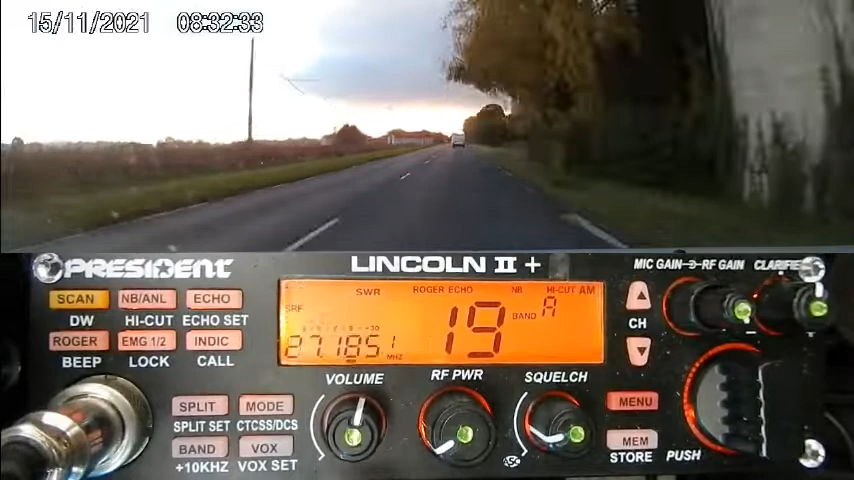 15/11/2021 08:32:33
PRESIDENT LINCOLN II + MIC GAIN RF GAIN CLARIFIER
SCAN NB/ANL ECHO
DW HI-CUT ECHO SET
ROGER EMG 1/2 INDIC
BEEP LOCK CALL
SWR ROGER ECHO NB HI-CUT AM
SRF
19 BAND A
27.185 MHZ
CH
VOLUME RF PWR SQUELCH
SPLIT MODE
SPLIT SET CTCSS/DCS
BAND VOX
+10KHZ VOX SET
MENU
MEM
STORE PUSH
ASC